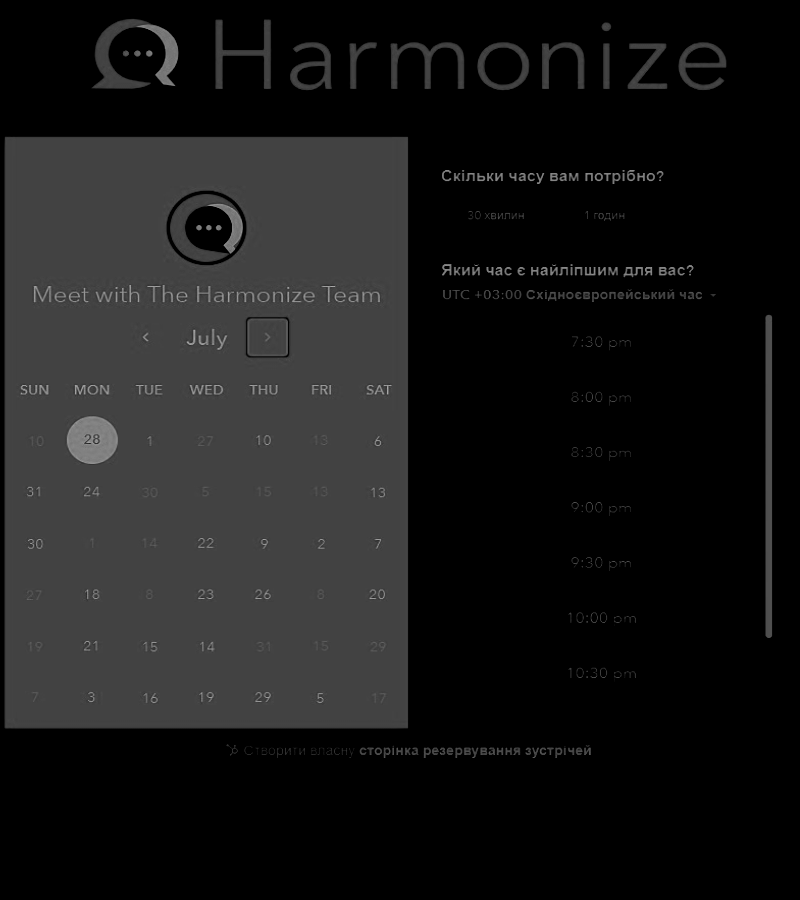 Harmonize
Meet with The Harmonize Team
July
SUN MON TUE WED THU FRI SAT
10 28 1 27 10 13 6
31 24 30 5 15 13 13
30 1 14 22 9 2 7
27 18 8 23 26 8 20
19 21 15 14 31 15 29
7 3 16 19 29 5 17
Скільки часу вам потрібно?
30 хвилин 1 годин
Який час є найліпшим для вас?
UTC +03:00 Східноєвропейський час
7:30 pm
8:00 pm
8:30 pm
9:00 pm
9:30 pm
10:00 pm
10:30 pm
Створити власну сторінка резервування зустрічей